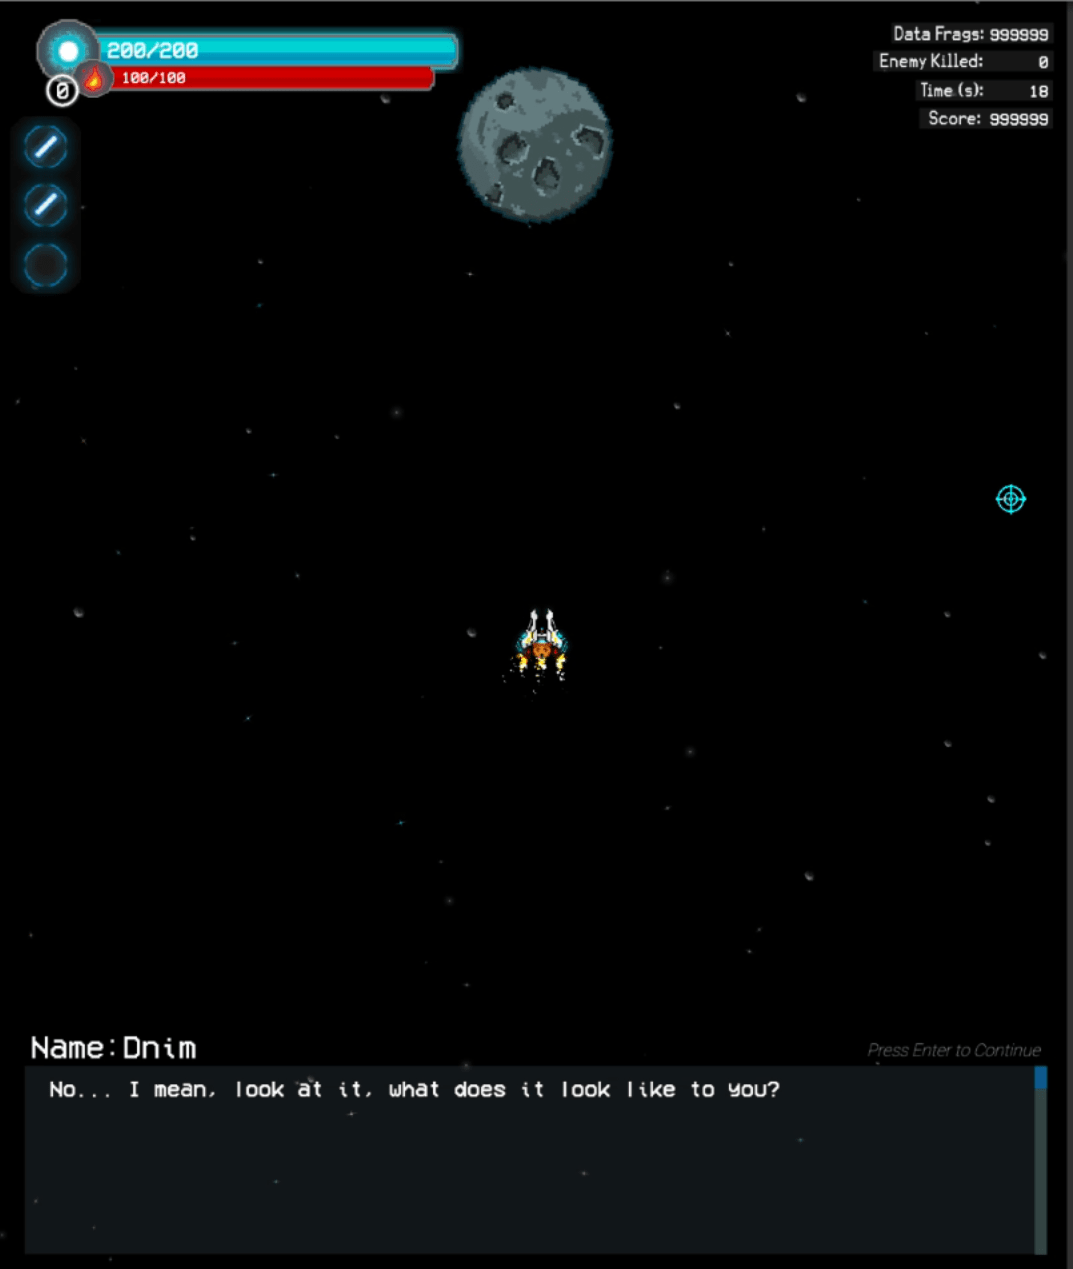 200/200
100/100
0
Data Frags: 999999
Enemy Killed: 0
Time (s): 18
Score: 999999
Name:Dnim
Press Enter to Continue
No... I mean, look at it, what does it look like to you?